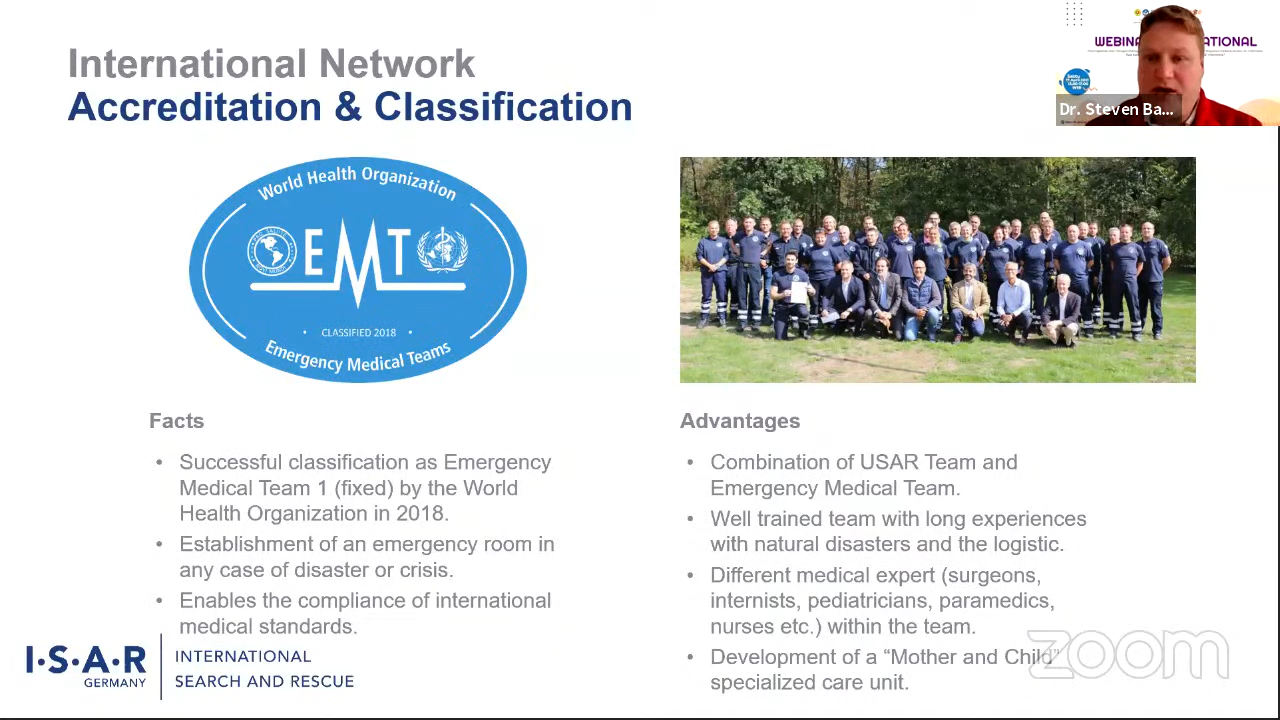 International Network
Accreditation & Classification
WEBINA
IONAL
Dr. Steven Ba...
World Health Organization
EMT
CLASSIFIED 2018
Emergency Medical Teams
Facts
• Successful classification as Emergency
Medical Team 1 (fixed) by the World
Health Organization in 2018.
• Establishment of an emergency room in
any case of disaster or crisis.
• Enables the compliance of international
medical standards.
Advantages
• Combination of USAR Team and
Emergency Medical Team.
• Well trained team with long experiences
with natural disasters and the logistic.
• Different medical expert (surgeons,
internists, pediatricians, paramedics,
nurses etc.) within the team.
• Development of a “Mother and Child”
specialized care unit.
I·S·A·R
GERMANY
INTERNATIONAL
SEARCH AND RESCUE
zoom